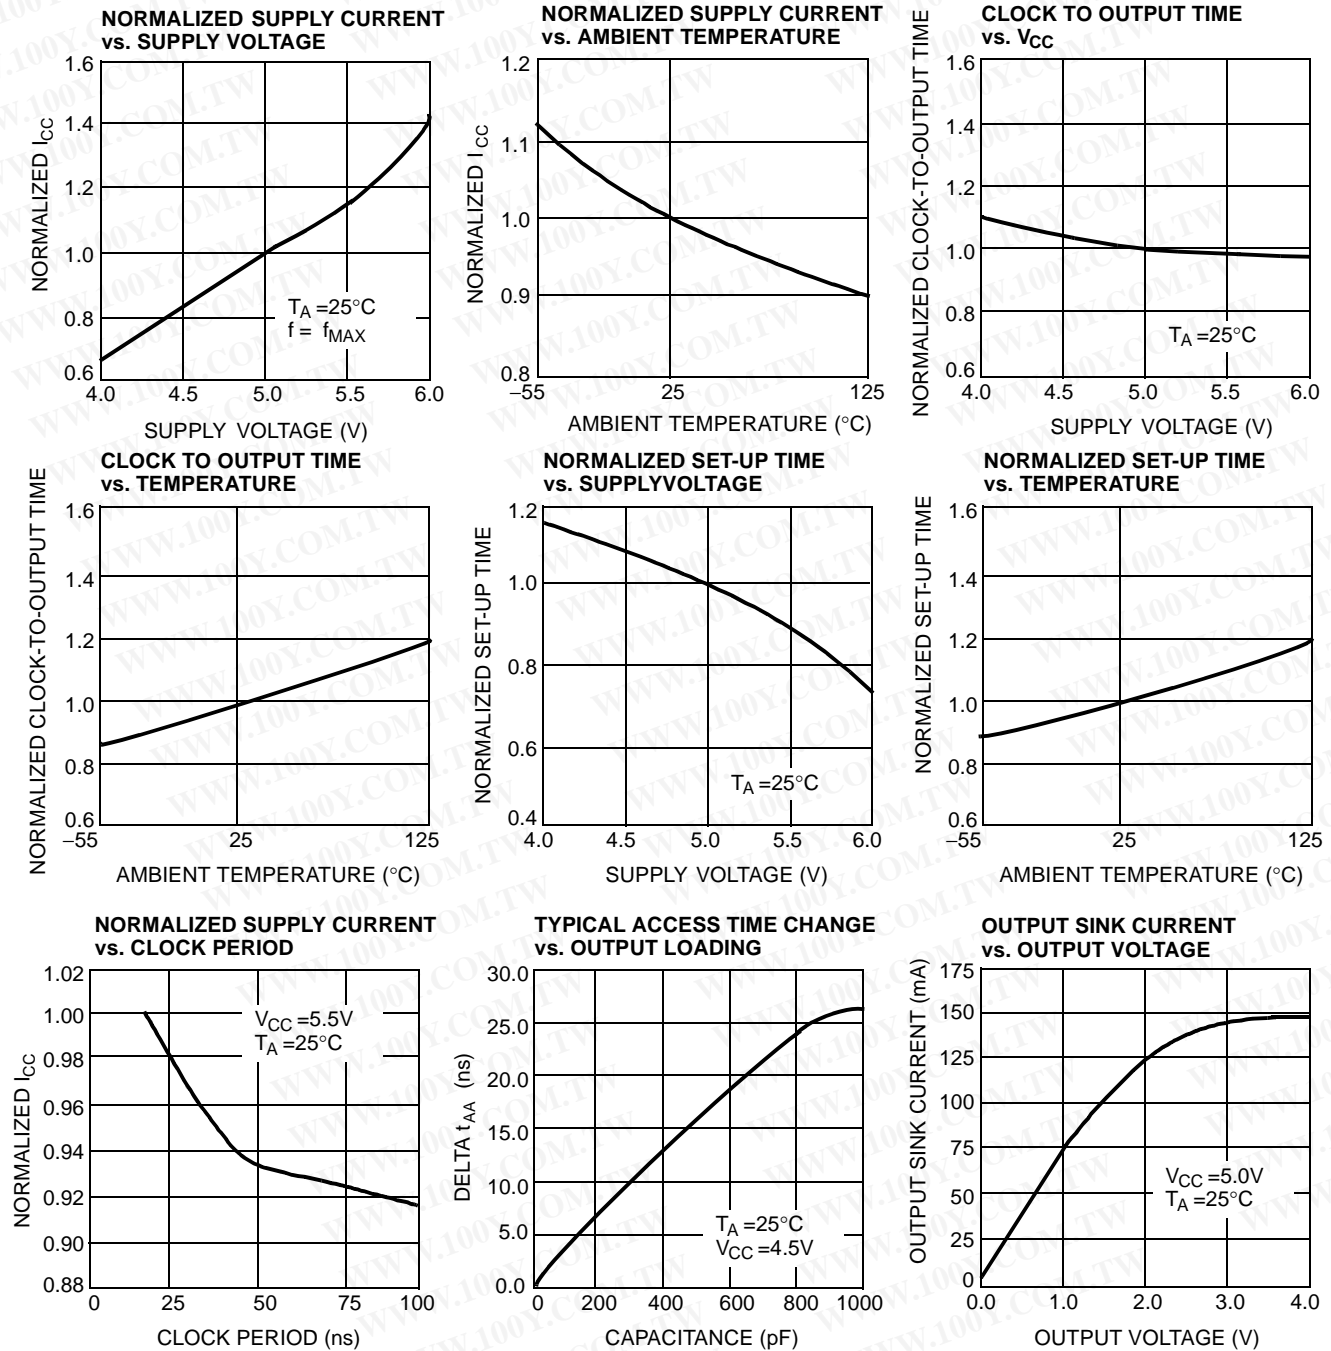 NORMALIZED SUPPLY CURRENT
vs. SUPPLY VOLTAGE
1.6
1.4
1.2
1.0
0.8
0.6
NORMALIZED ICC
TA =25°C
f = fMAX
4.0 4.5 5.0 5.5 6.0
SUPPLY VOLTAGE (V)
NORMALIZED SUPPLY CURRENT
vs. AMBIENT TEMPERATURE
1.2
1.1
1.0
0.9
0.8
NORMALIZED ICC
−55 25 125
AMBIENT TEMPERATURE (°C)
CLOCK TO OUTPUT TIME
vs. VCC
1.6
1.4
1.2
1.0
0.8
0.6
NORMALIZED CLOCK-TO-OUTPUT TIME
TA =25°C
4.0 4.5 5.0 5.5 6.0
SUPPLY VOLTAGE (V)
CLOCK TO OUTPUT TIME
vs. TEMPERATURE
1.6
1.4
1.2
1.0
0.8
0.6
NORMALIZED CLOCK-TO-OUTPUT TIME
−55 25 125
AMBIENT TEMPERATURE (°C)
NORMALIZED SET-UP TIME
vs. SUPPLYVOLTAGE
1.2
1.0
0.8
0.6
0.4
NORMALIZED SET-UP TIME
TA =25°C
4.0 4.5 5.0 5.5 6.0
SUPPLY VOLTAGE (V)
NORMALIZED SET-UP TIME
vs. TEMPERATURE
1.6
1.4
1.2
1.0
0.8
0.6
NORMALIZED SET-UP TIME
−55 25 125
AMBIENT TEMPERATURE (°C)
NORMALIZED SUPPLY CURRENT
vs. CLOCK PERIOD
1.02
1.00
0.98
0.96
0.94
0.92
0.90
0.88
NORMALIZED ICC
VCC =5.5V
TA =25°C
0 25 50 75 100
CLOCK PERIOD (ns)
TYPICAL ACCESS TIME CHANGE
vs. OUTPUT LOADING
30.0
25.0
20.0
15.0
10.0
5.0
0.0
DELTA tAA (ns)
TA =25°C
VCC =4.5V
0 200 400 600 800 1000
CAPACITANCE (pF)
OUTPUT SINK CURRENT
vs. OUTPUT VOLTAGE
175
150
125
100
75
50
25
0
OUTPUT SINK CURRENT (mA)
VCC =5.0V
TA =25°C
0.0 1.0 2.0 3.0 4.0
OUTPUT VOLTAGE (V)
WWW.100Y.COM.TW